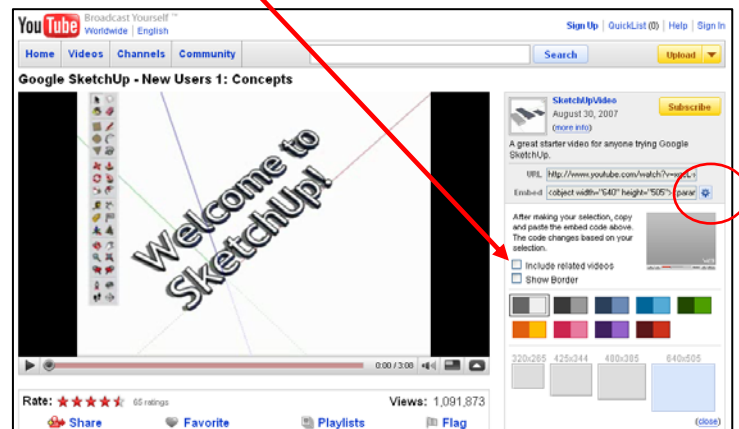 You Tube Broadcast Yourself ™
Worldwide | English
Sign Up | QuickList (0) | Help | Sign In
Home Videos Channels Community
Search
Upload
Google SketchUp - New Users 1: Concepts
Welcome to
SketchUp!
0:00 / 3:08
SketchUpVideo
August 30, 2007
(more info)
Subscribe
A great starter video for anyone trying Google
SketchUp.
URL http://www.youtube.com/watch?v=
Embed <object width="640" height="505"> param
After making your selection, copy
and paste the embed code above.
The code changes based on your
selection.
Include related videos
Show Border
320x265 425x344 480x385 640x505
Rate: 65 ratings
Views: 1,091,873
Share Favorite Playlists Flag
(close)